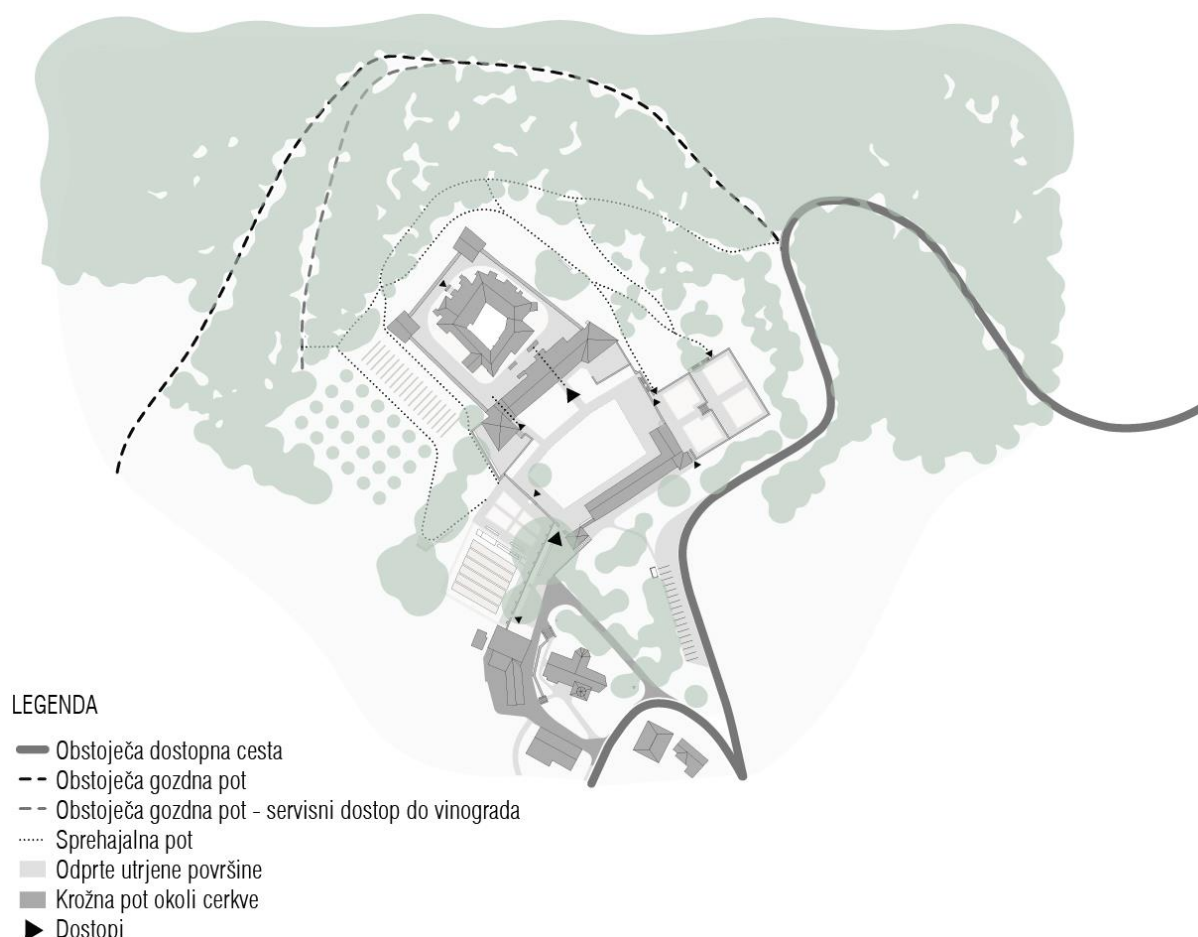 LEGENDA
Obstoječa dostopna cesta
Obstoječa gozdna pot
Obstoječa gozdna pot - servisni dostop do vinograda
Sprehajalna pot
Odprte utrjene površine
Krožna pot okoli cerkve
Dostopi